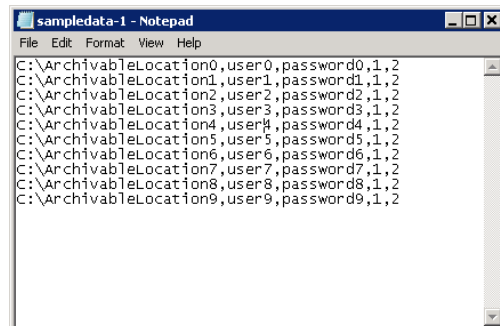 sampledata-1 - Notepad
File Edit Format View Help
C:\ArchivableLocation0,user0,password0,1,2
C:\ArchivableLocation1,user1,password1,1,2
C:\ArchivableLocation2,user2,password2,1,2
C:\ArchivableLocation3,user3,password3,1,2
C:\ArchivableLocation4,user4,password4,1,2
C:\ArchivableLocation5,user5,password5,1,2
C:\ArchivableLocation6,user6,password6,1,2
C:\ArchivableLocation7,user7,password7,1,2
C:\ArchivableLocation8,user8,password8,1,2
C:\ArchivableLocation9,user9,password9,1,2